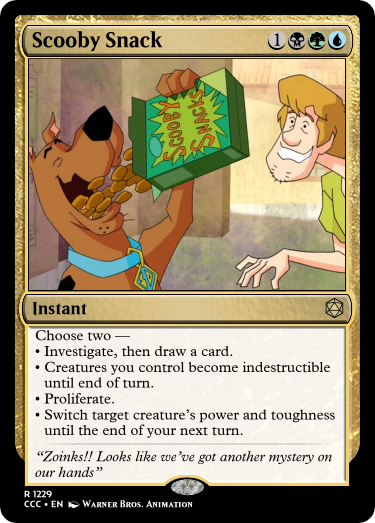 Scooby Snack 1
SCOOBY
SNACKS
Instant
Choose two —
• Investigate, then draw a card.
• Creatures you control become indestructible
until end of turn.
• Proliferate.
• Switch target creature's power and toughness
until the end of your next turn.
“Zoinks!! Looks like we've got another mystery on
our hands”
R 1229
CCC • EN Warner Bros. Animation